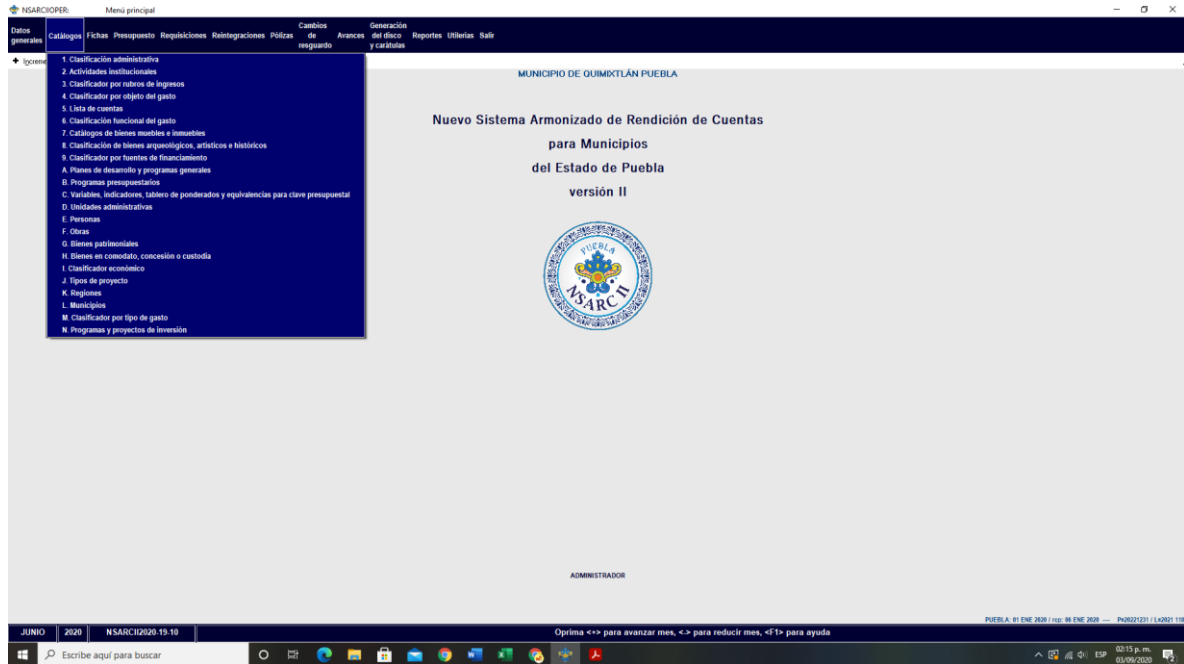 NSARCIIOPER: Menú principal
Datos generales Catálogos Fichas Presupuesto Requisiciones Reintegraciones Pólizas Cambios de resguardo Avances Generación del disco y carátulas Reportes Utilerías Salir
1. Clasificación administrativa
2. Actividades institucionales
3. Clasificador por rubros de ingresos
4. Clasificador por objeto del gasto
5. Lista de cuentas
6. Clasificación funcional del gasto
7. Catálogos de bienes muebles e inmuebles
8. Clasificación de bienes arqueológicos, artísticos e históricos
9. Clasificador por fuentes de financiamiento
A. Planes de desarrollo y programas generales
B. Programas presupuestarios
C. Variables, indicadores, tablero de ponderados y equivalencias para clave presupuestal
D. Unidades administrativas
E. Personas
F. Obras
G. Bienes patrimoniales
H. Bienes en comodato, concesión o custodia
I. Clasificador económico
J. Tipos de proyecto
K. Regiones
L. Municipios
M. Clasificador por tipo de gasto
N. Programas y proyectos de inversión
MUNICIPIO DE QUIMIXTLÁN PUEBLA
Nuevo Sistema Armonizado de Rendición de Cuentas
para Municipios
del Estado de Puebla
versión II
PUEBLA
NSARC II
ADMINISTRADOR
PUEBLA: 01 ENE 2020 / rcp: 06 ENE 2020 --- Px20221231 /
JUNIO 2020 NSARCII2020-19-10 Oprima <+> para avanzar mes, <-> para reducir mes, <F1> para ayuda
Escribe aquí para buscar
ESP
02:15 p. m.
03/09/2020